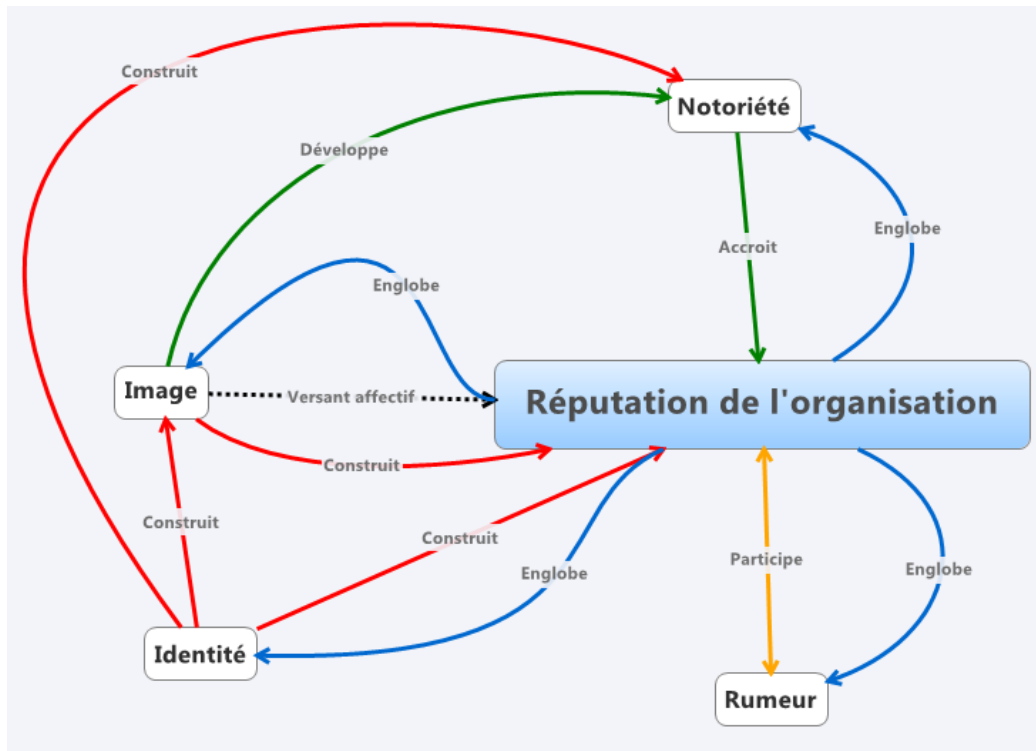 Construit
Notoriété
Développe
Englobe
Accroit
Englobe
Image
Versant affectif
Réputation de l'organisation
Construit
Construit
Construit
Englobe
Participe
Englobe
Identité
Rumeur